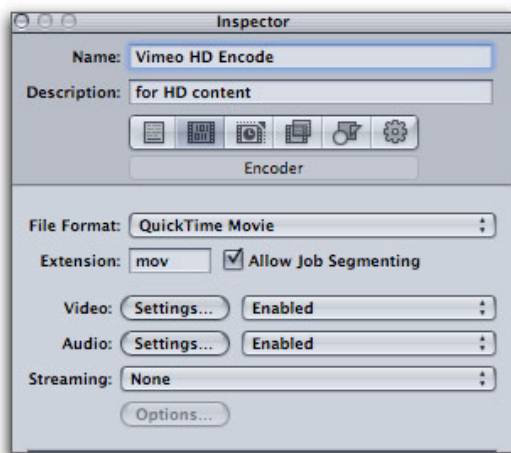 Inspector
Name: Vimeo HD Encode
Description: for HD content
Encoder
File Format: QuickTime Movie
Extension: mov Allow Job Segmenting
Video: Settings... Enabled
Audio: Settings... Enabled
Streaming: None
Options...